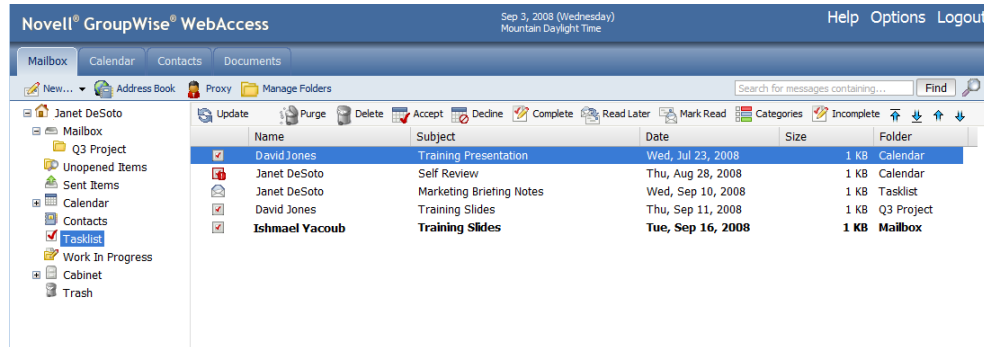 Novell® GroupWise® WebAccess
Sep 3, 2008 (Wednesday)
Mountain Daylight Time
Help Options Logout
Mailbox Calendar Contacts Documents
New... Address Book Proxy Manage Folders
Search for messages containing... Find
Janet DeSoto
Mailbox
Q3 Project
Unopened Items
Sent Items
Calendar
Contacts
Tasklist
Work In Progress
Cabinet
Trash
Update Purge Delete Accept Decline Complete Read Later Mark Read Categories Incomplete
Name Subject Date Size Folder
David Jones Training Presentation Wed, Jul 23, 2008 1 KB Calendar
Janet DeSoto Self Review Thu, Aug 28, 2008 1 KB Calendar
Janet DeSoto Marketing Briefing Notes Wed, Sep 10, 2008 1 KB Tasklist
David Jones Training Slides Thu, Sep 11, 2008 1 KB Q3 Project
Ishmael Yacoub Training Slides Tue, Sep 16, 2008 1 KB Mailbox